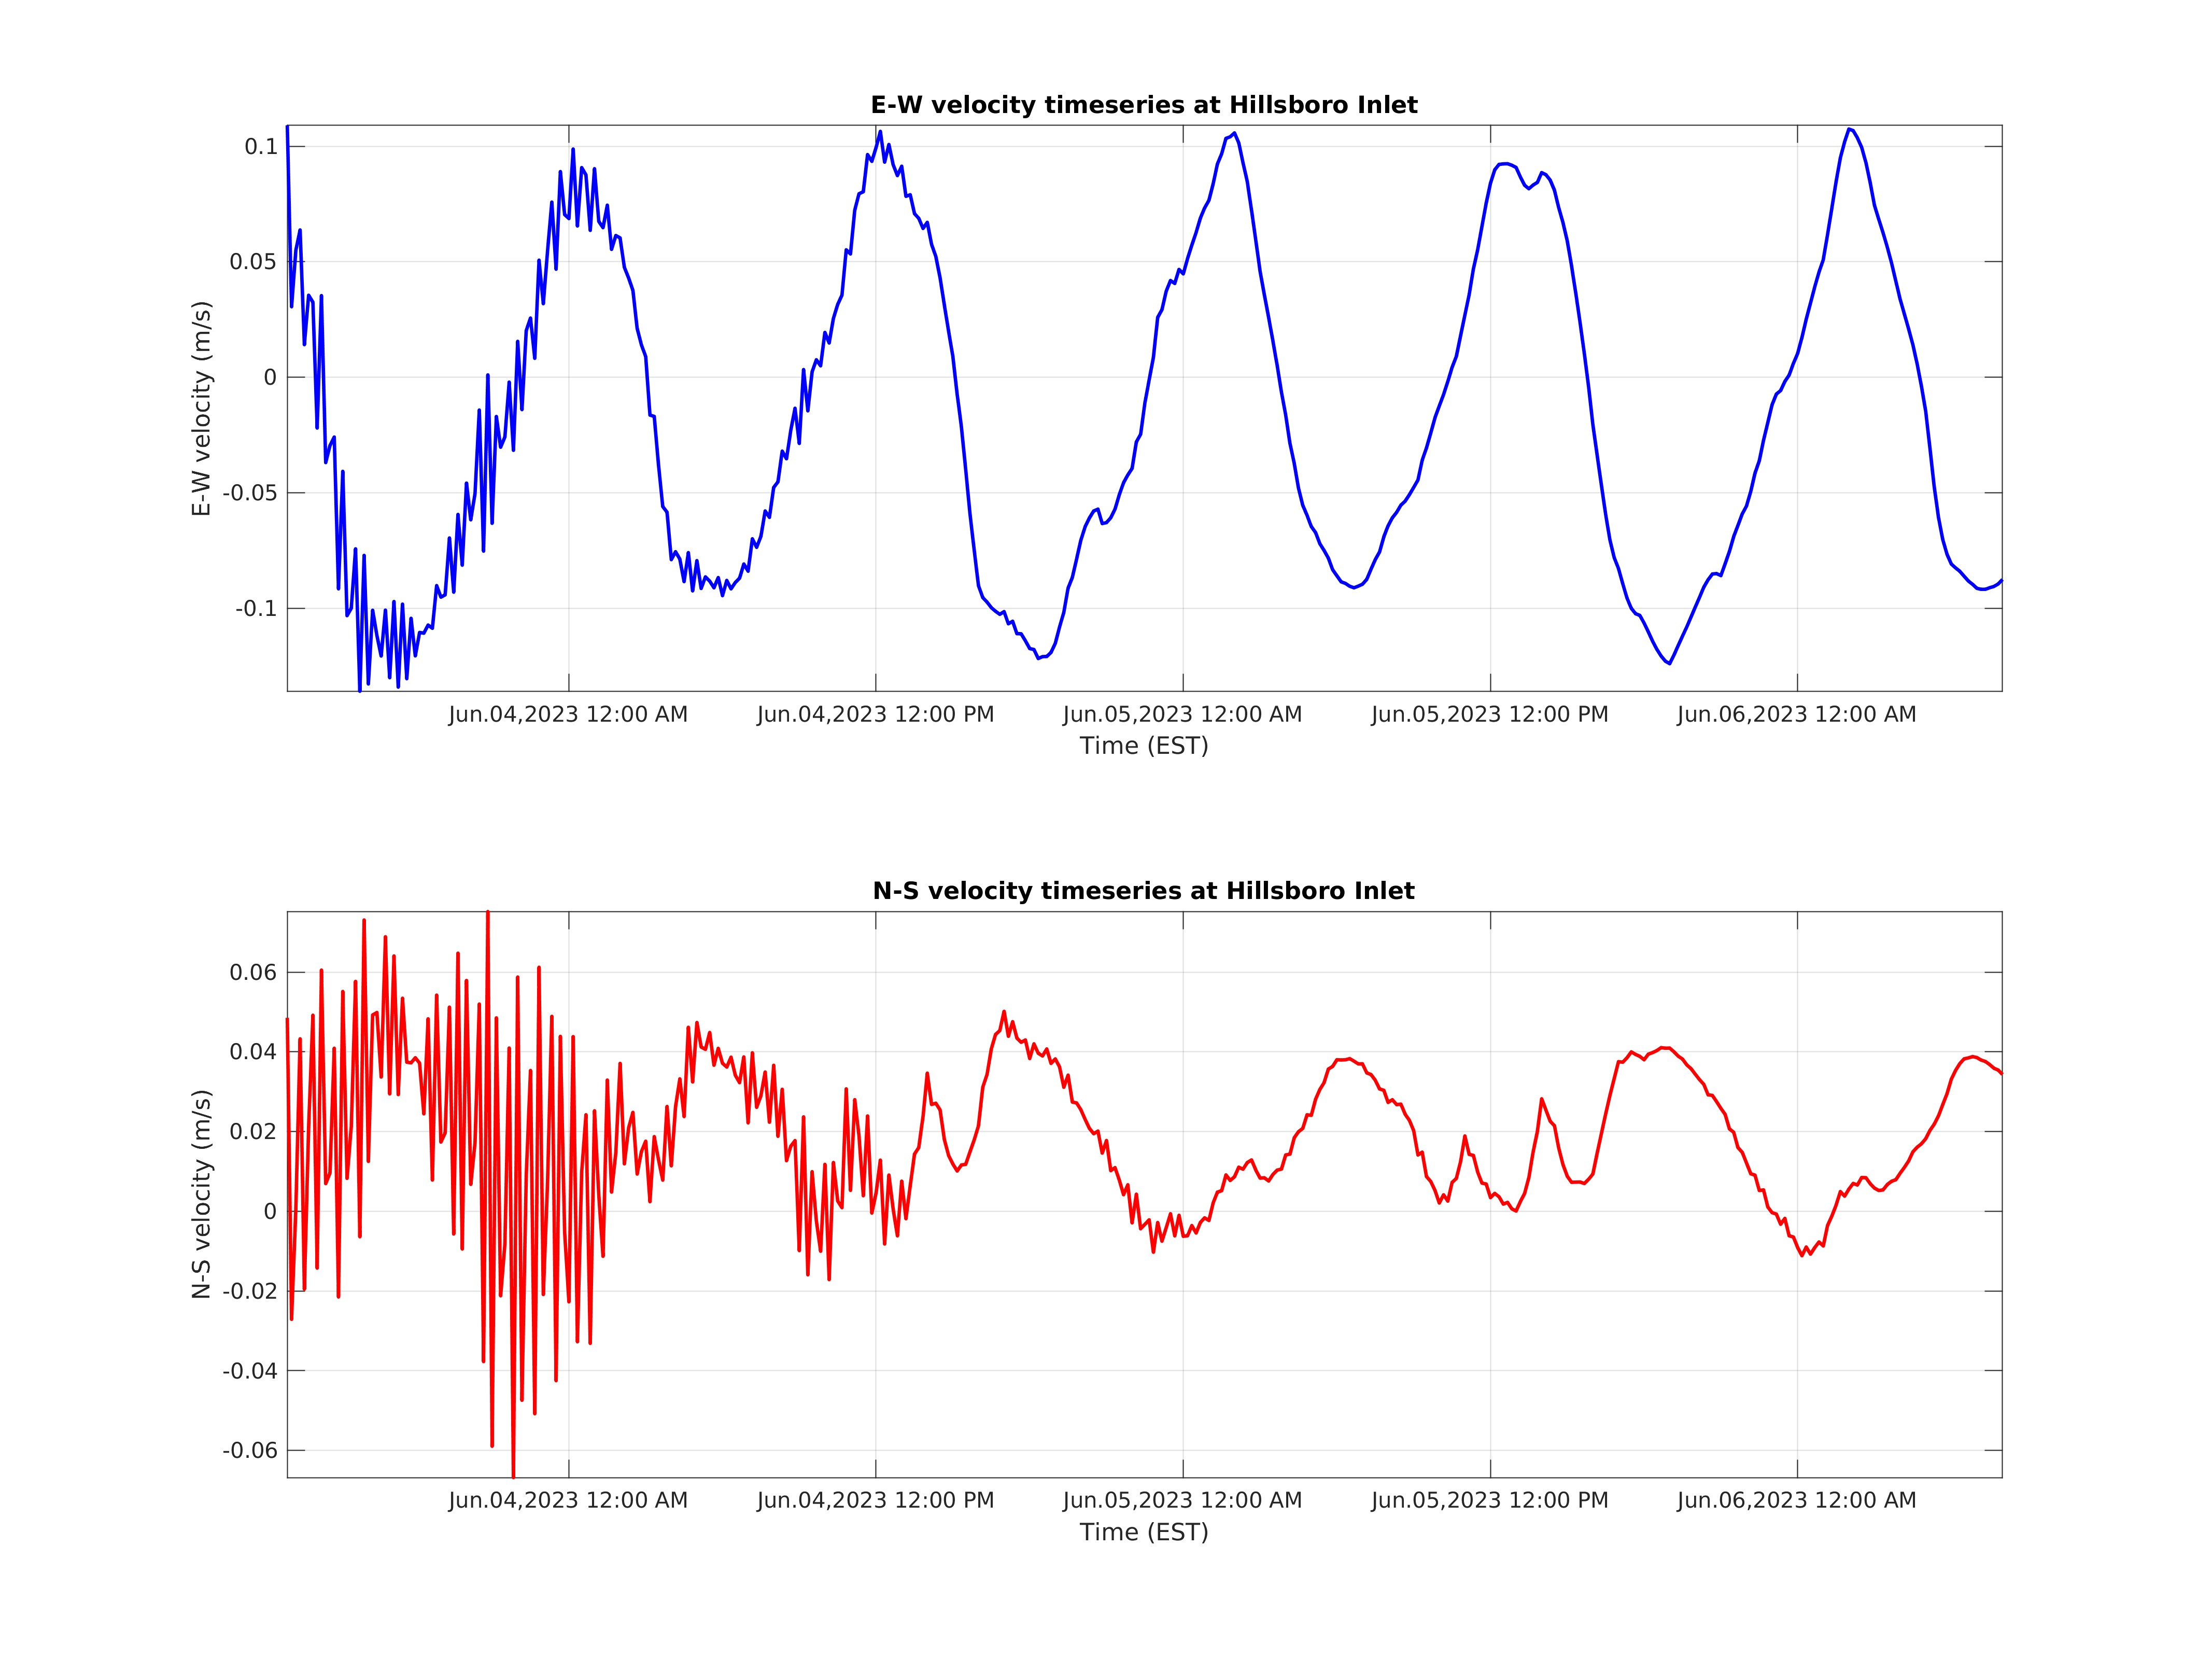 E-W velocity timeseries at Hillsboro Inlet
0.1
0.05
0
-0.05
-0.1
E-W velocity (m/s)
Jun.04,2023 12:00 AM Jun.04,2023 12:00 PM Jun.05,2023 12:00 AM Jun.05,2023 12:00 PM Jun.06,2023 12:00 AM
Time (EST)
N-S velocity timeseries at Hillsboro Inlet
0.06
0.04
0.02
0
-0.02
-0.04
-0.06
N-S velocity (m/s)
Jun.04,2023 12:00 AM Jun.04,2023 12:00 PM Jun.05,2023 12:00 AM Jun.05,2023 12:00 PM Jun.06,2023 12:00 AM
Time (EST)